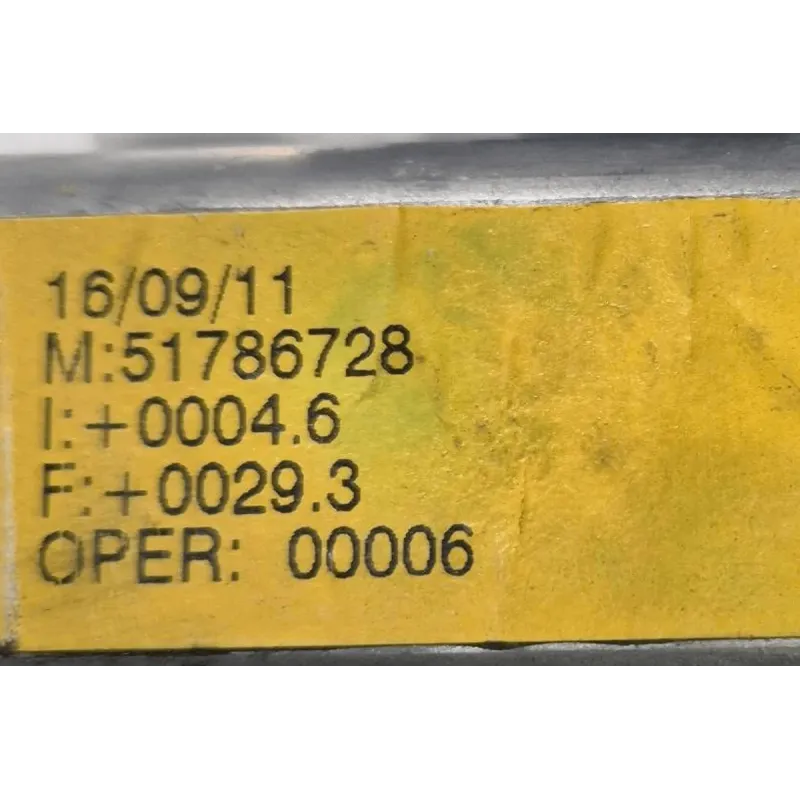 16/09/11
M:51786728
I:+0004.6
F:+0029.3
OPER: 00006